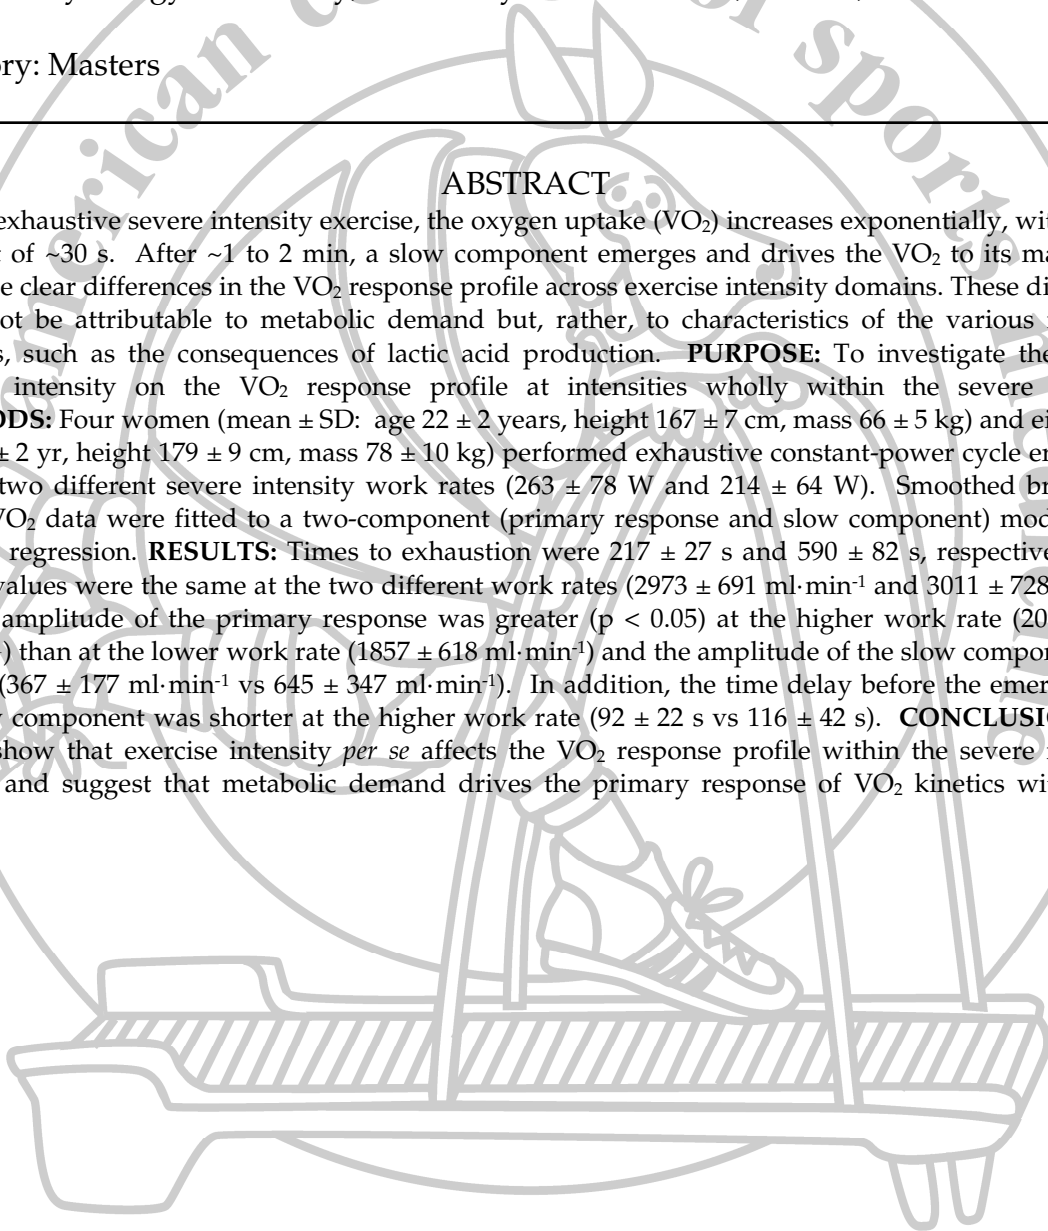 ory: Masters
ABSTRACT
exhaustive severe intensity exercise, the oxygen uptake (VO₂) increases exponentially, wit
of ~30 s. After ~1 to 2 min, a slow component emerges and drives the VO₂ to its ma
e clear differences in the VO₂ response profile across exercise intensity domains. These di
ot be attributable to metabolic demand but, rather, to characteristics of the various
s, such as the consequences of lactic acid production. PURPOSE: To investigate the
intensity on the VO₂ response profile at intensities wholly within the severe
ODS: Four women (mean ± SD: age 22 ± 2 years, height 167 ± 7 cm, mass 66 ± 5 kg) and ei
± 2 yr, height 179 ± 9 cm, mass 78 ± 10 kg) performed exhaustive constant-power cycle er
two different severe intensity work rates (263 ± 78 W and 214 ± 64 W). Smoothed br
VO₂ data were fitted to a two-component (primary response and slow component) mod
regression. RESULTS: Times to exhaustion were 217 ± 27 s and 590 ± 82 s, respective
values were the same at the two different work rates (2973 ± 691 ml·min⁻¹ and 3011 ± 728
amplitude of the primary response was greater (p < 0.05) at the higher work rate (20
) than at the lower work rate (1857 ± 618 ml·min⁻¹) and the amplitude of the slow compo
(367 ± 177 ml·min⁻¹ vs 645 ± 347 ml·min⁻¹). In addition, the time delay before the emer
component was shorter at the higher work rate (92 ± 22 s vs 116 ± 42 s). CONCLUSI
show that exercise intensity per se affects the VO₂ response profile within the severe
and suggest that metabolic demand drives the primary response of VO₂ kinetics wi
merican
sports